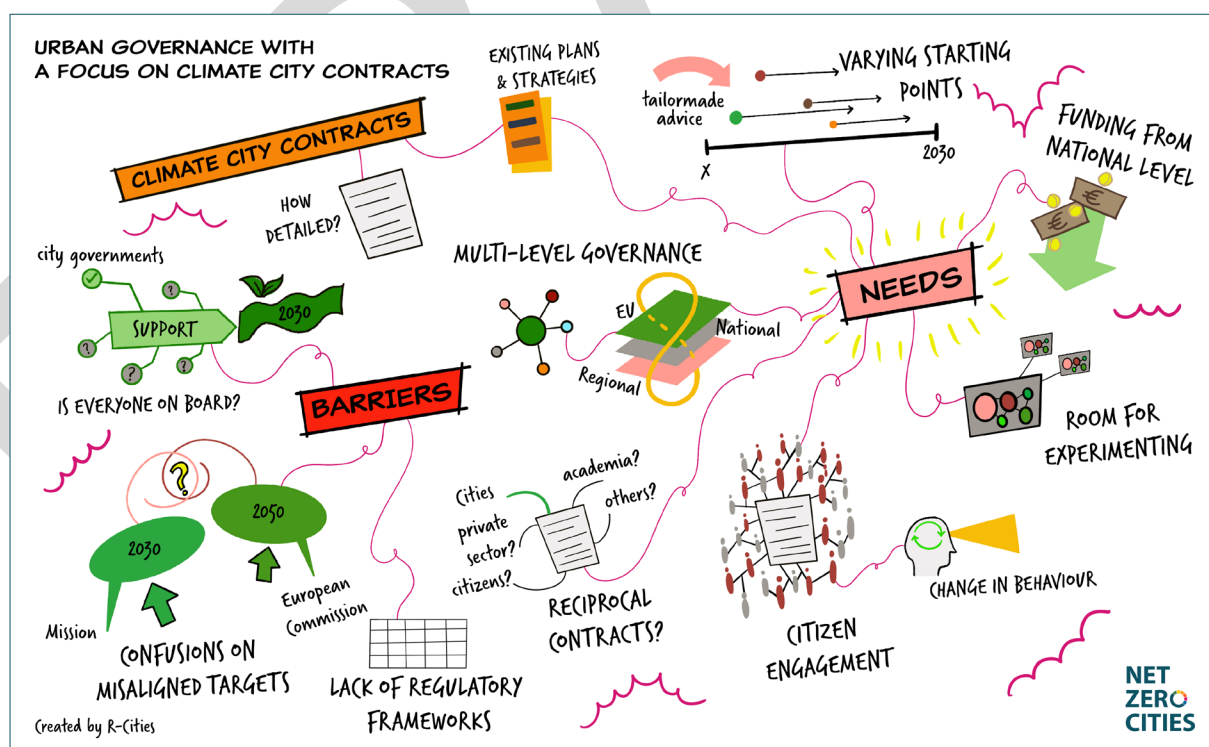 URBAN GOVERNANCE WITH
A FOCUS ON CLIMATE CITY CONTRACTS
CLIMATE CITY CONTRACTS
HOW
DETAILED?
EXISTING PLANS
& STRATEGIES
tailormade
advice
VARYING STARTING
POINTS
X
2030
FUNDING FROM
NATIONAL LEVEL
€
€
city governments
?
SUPPORT
2030
?
?
?
IS EVERYONE ON BOARD?
MULTI-LEVEL GOVERNANCE
EU
National
Regional
NEEDS
BARRIERS
ROOM FOR
EXPERIMENTING
?
2050
2030
Mission
European
Commission
CONFUSIONS ON
MISALIGNED TARGETS
LACK OF REGULATORY
FRAMEWORKS
Cities
private
sector?
citizens?
academia?
others?
RECIPROCAL
CONTRACTS?
CITIZEN
ENGAGEMENT
CHANGE IN BEHAVIOUR
Created by R-Cities
NET
ZERO
CITIES